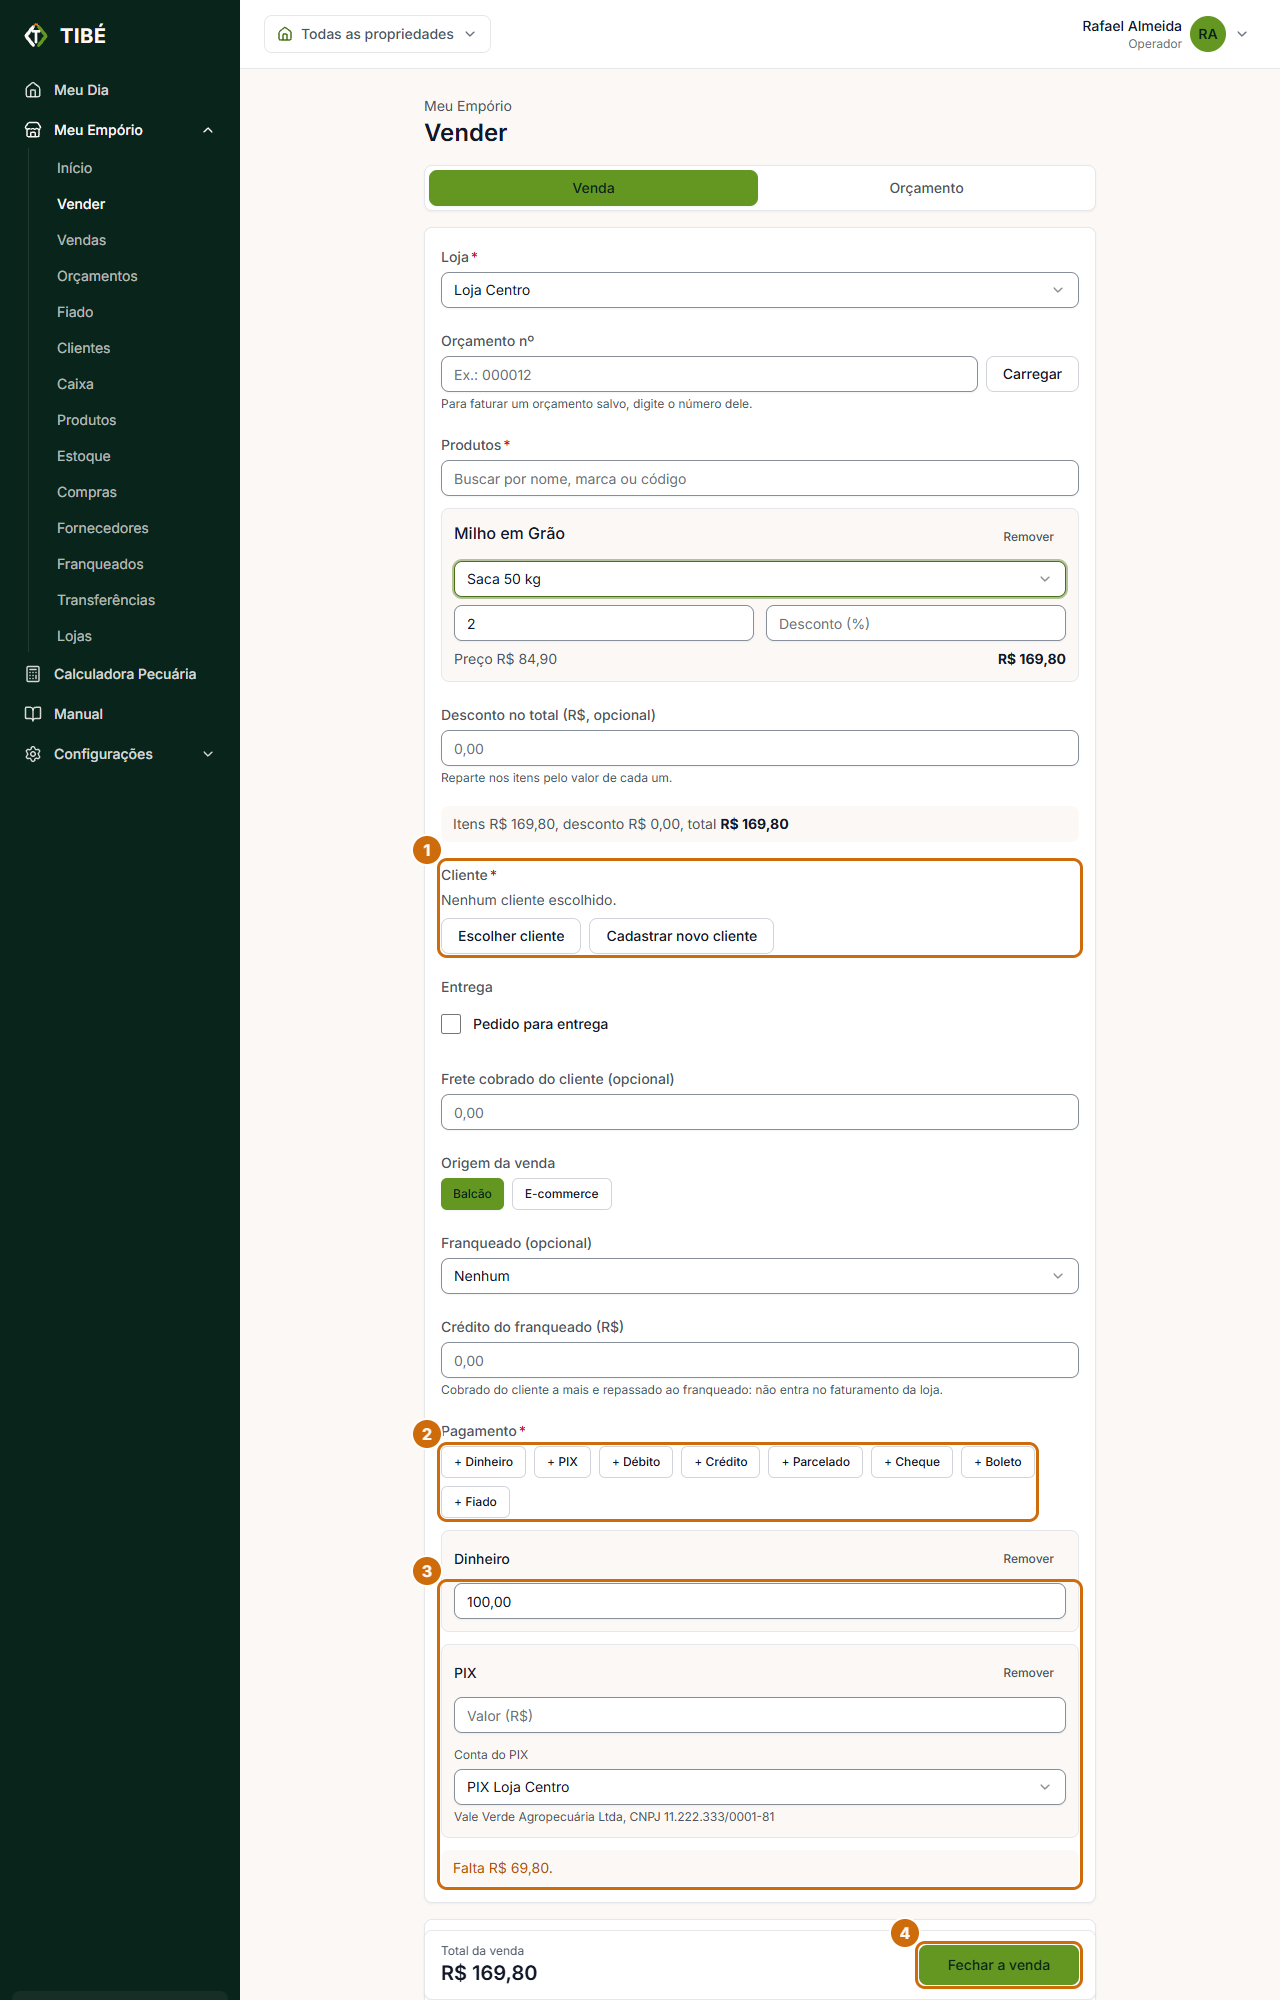 TIBÉ
Todas as propriedades
Rafael Almeida
Operador
RA
Meu Dia
Meu Empório
Início
Vender
Vendas
Orçamentos
Fiado
Clientes
Caixa
Produtos
Estoque
Compras
Fornecedores
Franqueados
Transferências
Lojas
Calculadora Pecuária
Manual
Configurações
Meu Empório
Vender
Venda
Orçamento
Loja*
Loja Centro
Orçamento nº
Ex.: 000012
Carregar
Para faturar um orçamento salvo, digite o número dele.
Produtos*
Buscar por nome, marca ou código
Milho em Grão
Remover
Saca 50 kg
2
Desconto (%)
Preço R$ 84,90
R$ 169,80
Desconto no total (R$, opcional)
0,00
Reparte nos itens pelo valor de cada um.
Itens R$ 169,80, desconto R$ 0,00, total R$ 169,80
1
Cliente*
Nenhum cliente escolhido.
Escolher cliente
Cadastrar novo cliente
Entrega
Pedido para entrega
Frete cobrado do cliente (opcional)
0,00
Origem da venda
Balcão
E-commerce
Franqueado (opcional)
Nenhum
Crédito do franqueado (R$)
0,00
Cobrado do cliente a mais e repassado ao franqueado: não entra no faturamento da loja.
2
Pagamento*
+ Dinheiro
+ PIX
+ Débito
+ Crédito
+ Parcelado
+ Cheque
+ Boleto
+ Fiado
3
Dinheiro
Remover
100,00
PIX
Remover
Valor (R$)
Conta do PIX
PIX Loja Centro
Vale Verde Agropecuária Ltda, CNPJ 11.222.333/0001-81
Falta R$ 69,80.
4
Total da venda
R$ 169,80
Fechar a venda